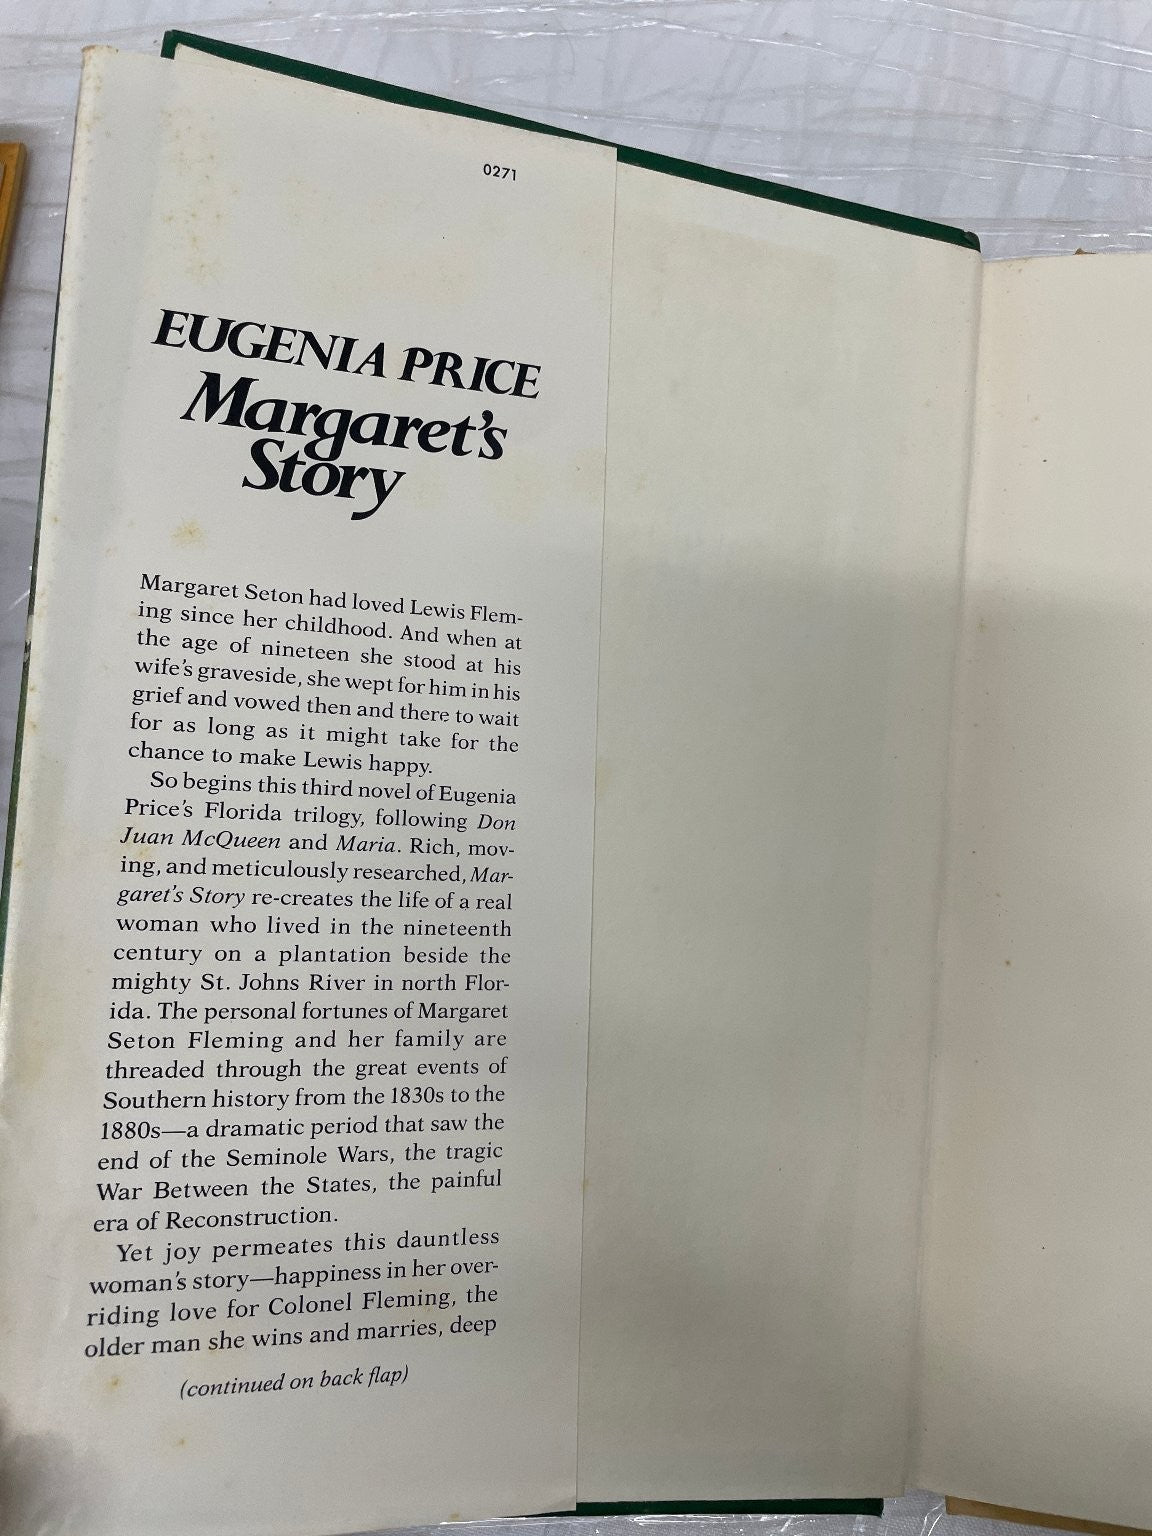 0271
EUGENIA PRICE
Margaret's
Story
Margaret Seton had loved Lewis Flem-
ing since her childhood. And when at
the age of nineteen she stood at his
wife's graveside, she wept for him in his
grief and vowed then and there to wait
for as long as it might take for the
chance to make Lewis happy.
So begins this third novel of Eugenia
Price's Florida trilogy, following Don
Juan McQueen and Maria. Rich, mov-
ing, and meticulously researched, Mar-
garet's Story re-creates the life of a real
woman who lived in the nineteenth
century on a plantation beside the
mighty St. Johns River in north Flor-
ida. The personal fortunes of Margaret
Seton Fleming and her family are
threaded through the great events of
Southern history from the 1830s to the
1880s—a dramatic period that saw the
end of the Seminole Wars, the tragic
War Between the States, the painful
era of Reconstruction.
Yet joy permeates this dauntless
woman's story—happiness in her over-
riding love for Colonel Fleming, the
older man she wins and marries, deep
(continued on back flap)